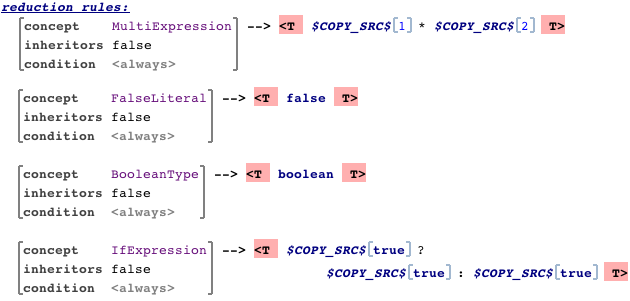 reduction rules:
concept MultiExpression --> <T $COPY_SRC$[1] * $COPY_SRC$[2] T>
inheritors false
condition <always>
concept FalseLiteral --> <T false T>
inheritors false
condition <always>
concept BooleanType --> <T boolean T>
inheritors false
condition <always>
concept IfExpression --> <T $COPY_SRC$[true] ?
inheritors false $COPY_SRC$[true] : $COPY_SRC$[true] T>
condition <always>